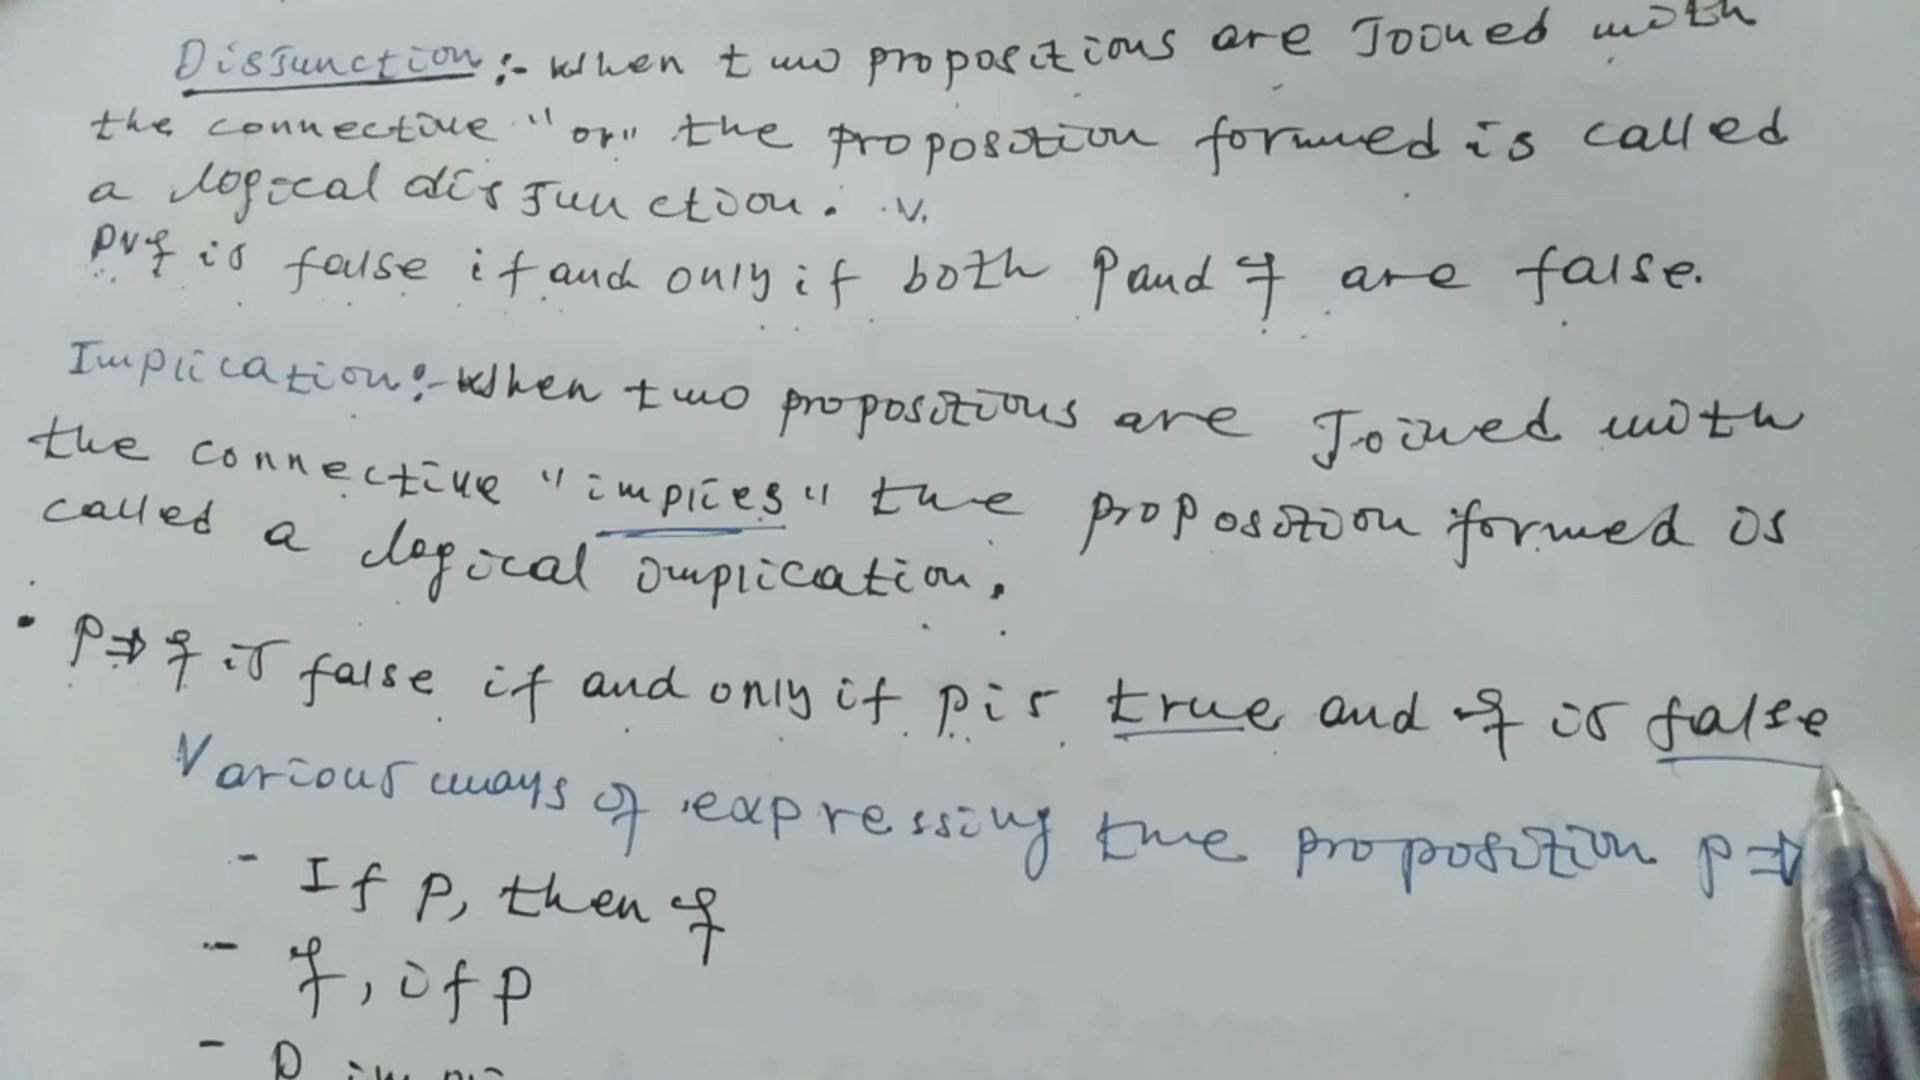 Disjunction :- When two propositions are Joined with
the connective "or" the proposition formed is called
a logical disjunction. v.
pvq is false if and only if both p and q are false.
Implication:- When two propositions are Joined with
the connective "implies" the proposition formed is
called a logical implication.
• p⇒q is false if and only if p is true and q is false
Various ways of expressing the proposition p⇒
- If p, then q
- q, if p
- p